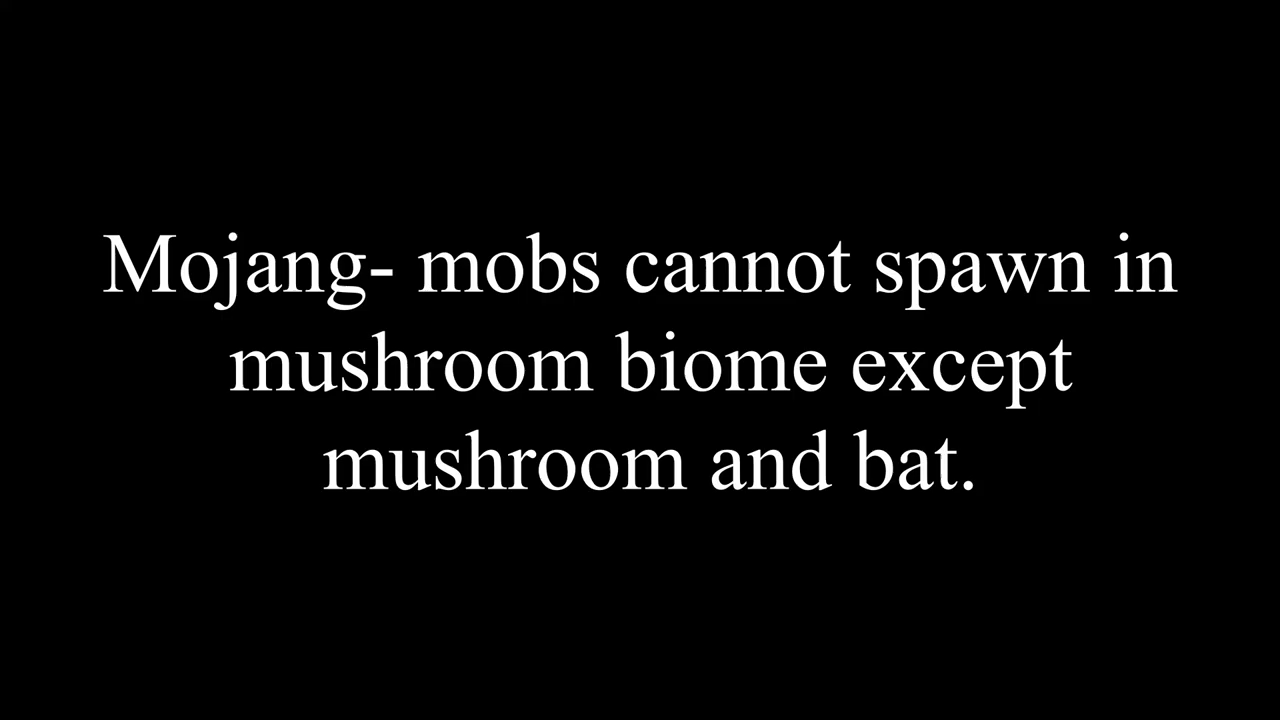 Mojang- mobs cannot spawn in
mushroom biome except
mushroom and bat.